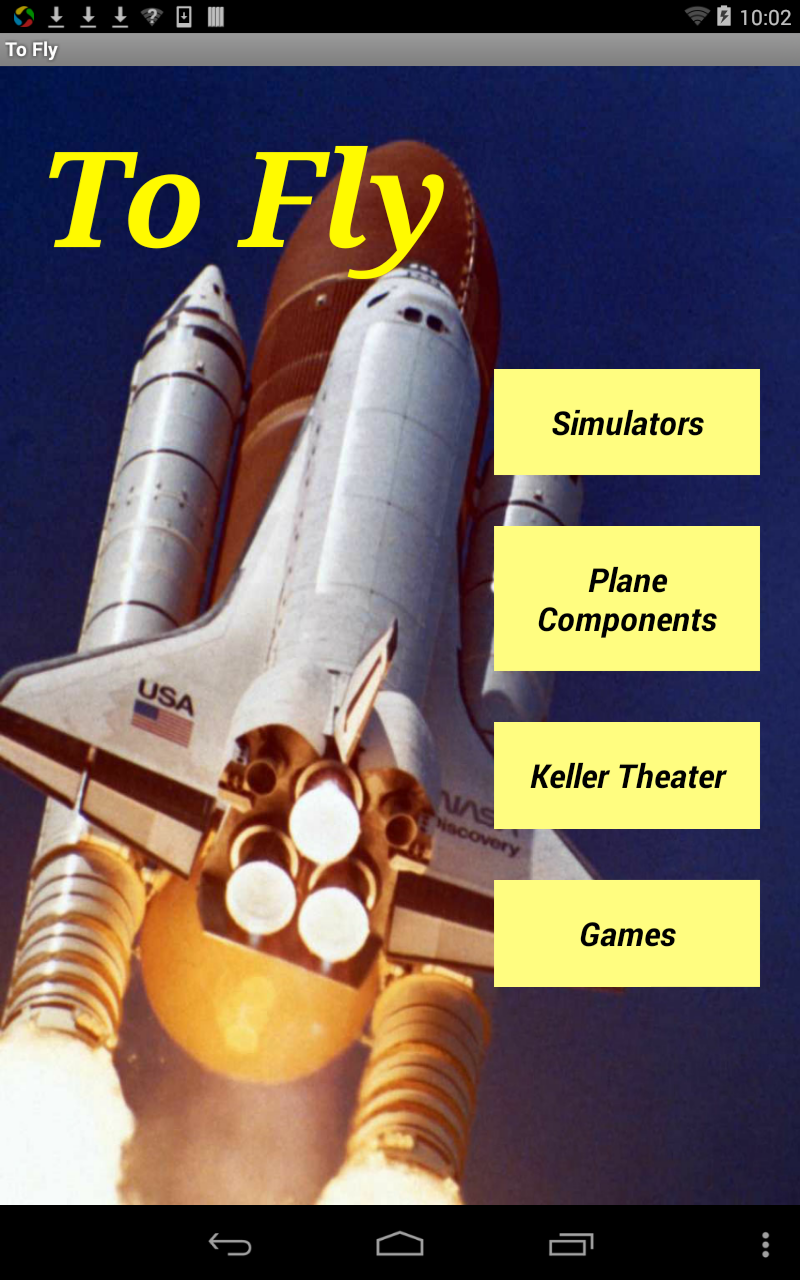 10:02
To Fly
To Fly
Simulators
Plane
Components
Keller Theater
USA
NASA
Discovery
Games